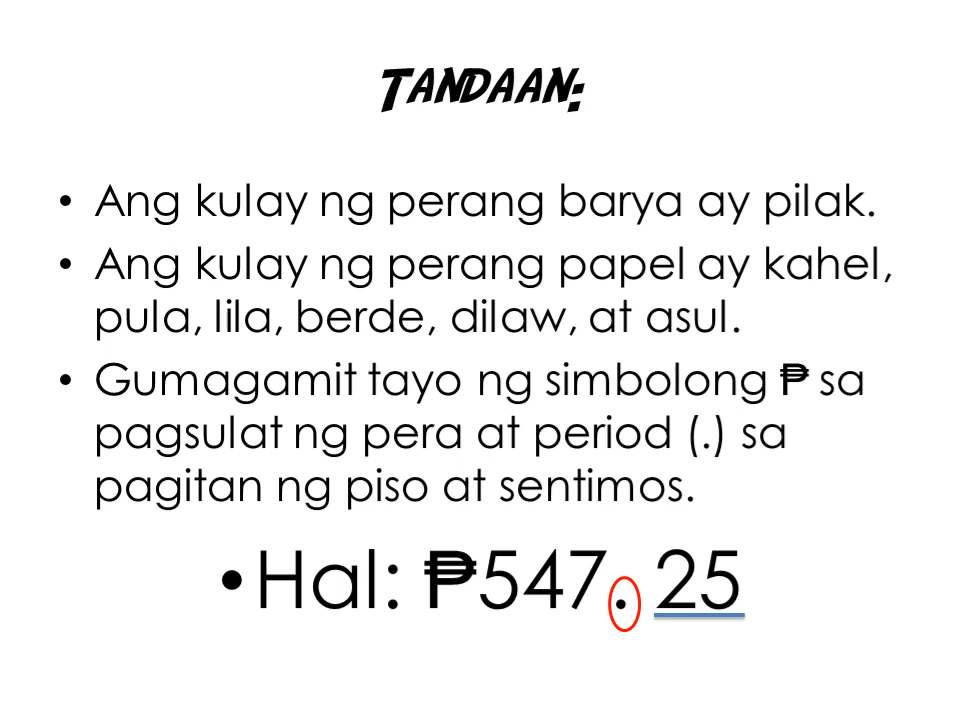 TANDAAN:
• Ang kulay ng perang barya ay pilak.
• Ang kulay ng perang papel ay kahel,
pula, lila, berde, dilaw, at asul.
• Gumagamit tayo ng simbolong ₱ sa
pagsulat ng pera at period (.) sa
pagitan ng piso at sentimos.
• Hal: ₱547. 25